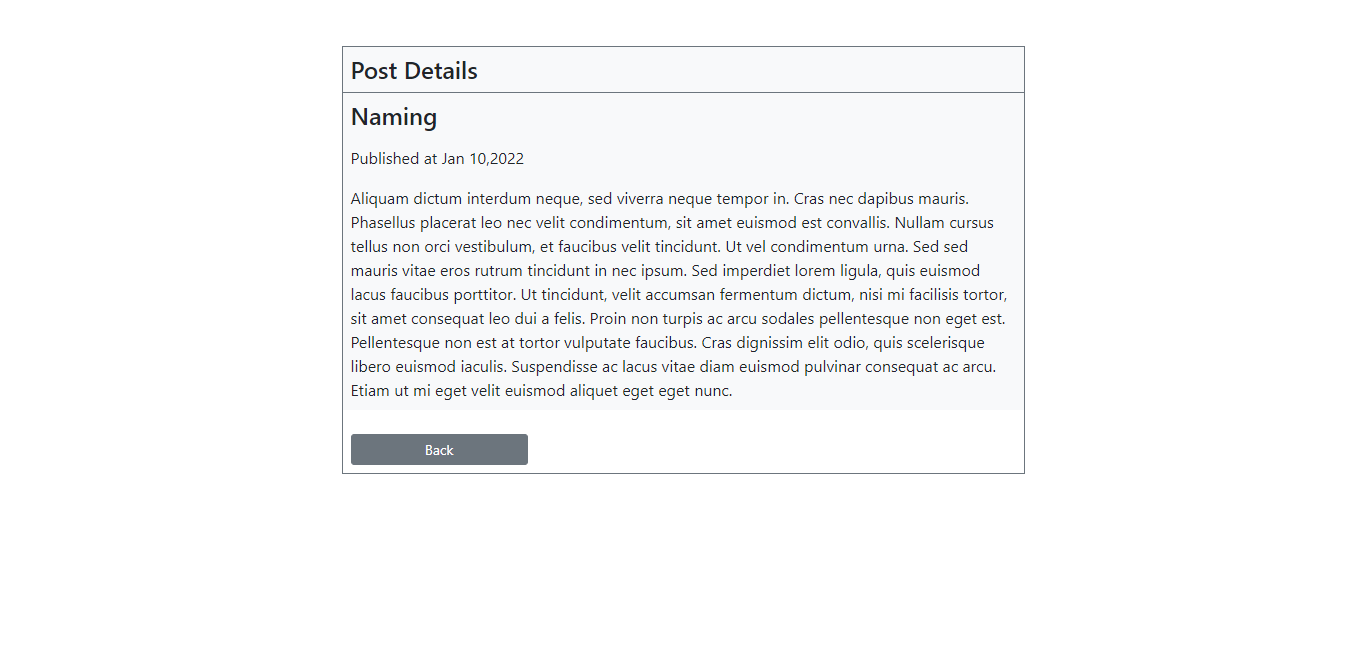 Post Details
Naming
Published at Jan 10,2022
Aliquam dictum interdum neque, sed viverra neque tempor in. Cras nec dapibus mauris.
Phasellus placerat leo nec velit condimentum, sit amet euismod est convallis. Nullam cursus
tellus non orci vestibulum, et faucibus velit tincidunt. Ut vel condimentum urna. Sed sed
mauris vitae eros rutrum tincidunt in nec ipsum. Sed imperdiet lorem ligula, quis euismod
lacus faucibus porttitor. Ut tincidunt, velit accumsan fermentum dictum, nisi mi facilisis tortor,
sit amet consequat leo dui a felis. Proin non turpis ac arcu sodales pellentesque non eget est.
Pellentesque non est at tortor vulputate faucibus. Cras dignissim elit odio, quis scelerisque
libero euismod iaculis. Suspendisse ac lacus vitae diam euismod pulvinar consequat ac arcu.
Etiam ut mi eget velit euismod aliquet eget eget nunc.
Back